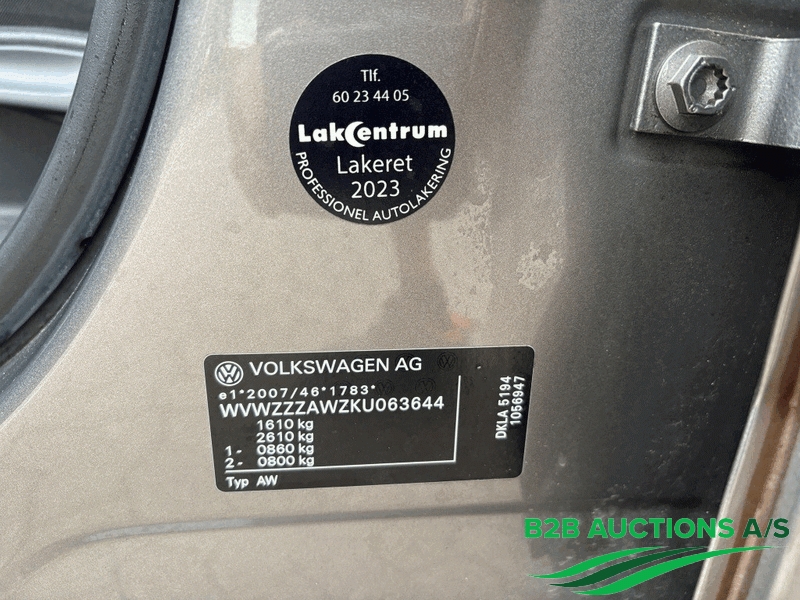 Tlf.
60 23 44 05
LakCentrum
Lakeret
2023
PROFESSIONEL AUTOLAKERING
VOLKSWAGEN AG
e1*2007/46*1783*
WVWZZZAWZKU063644
1610 kg
2610 kg
1- 0860 kg
2- 0800 kg
Typ AW
DKLA 5194
1056947
B2B AUCTIONS A/S